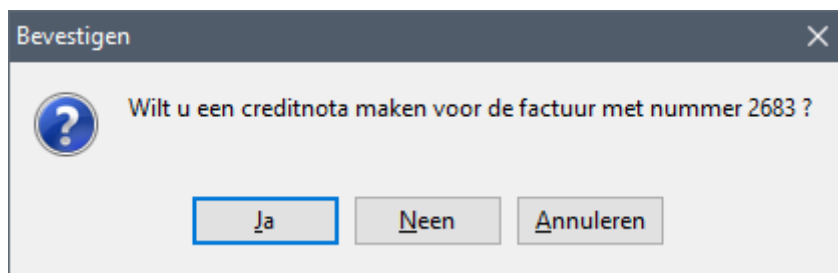 Bevestigen
Wilt u een creditnota maken voor de factuur met nummer 2683 ?
Ja Neen Annuleren